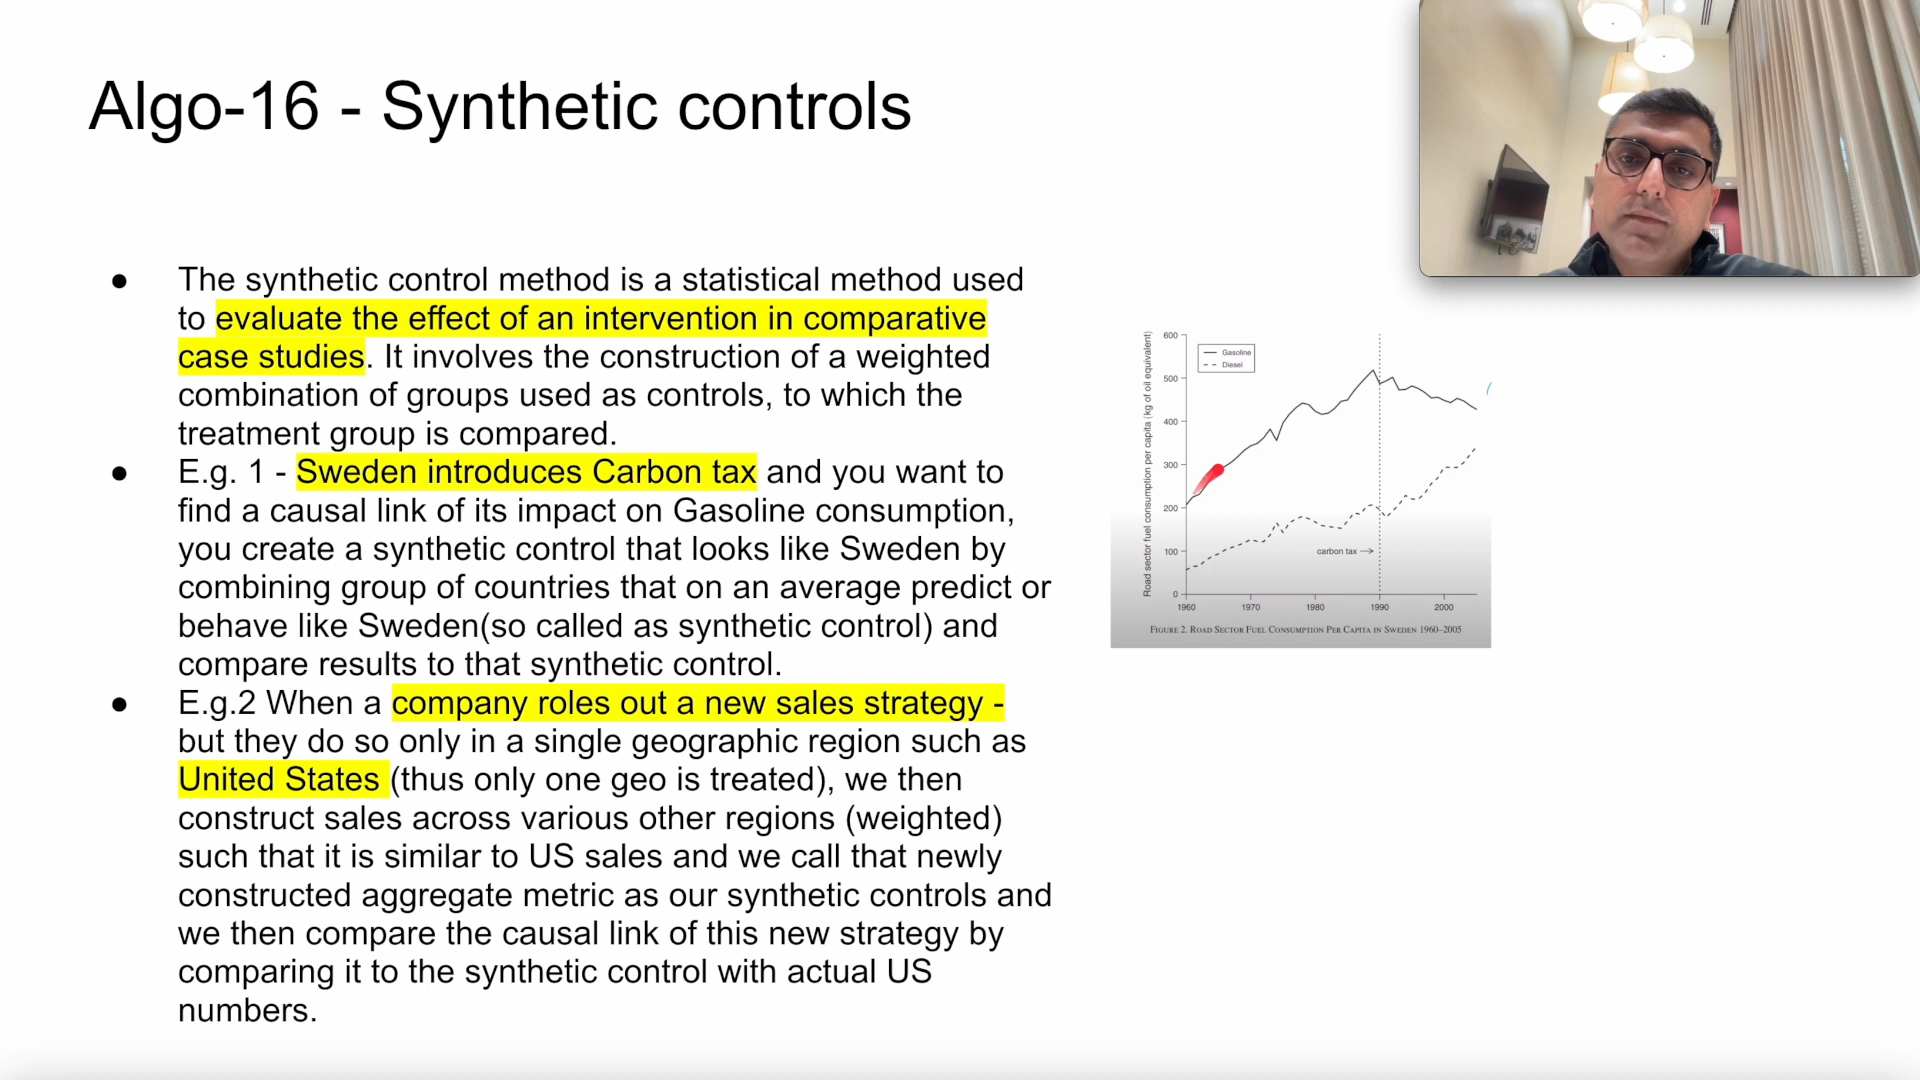 Algo-16 - Synthetic controls
● The synthetic control method is a statistical method used
to evaluate the effect of an intervention in comparative
case studies. It involves the construction of a weighted
combination of groups used as controls, to which the
treatment group is compared.
● E.g. 1 - Sweden introduces Carbon tax and you want to
find a causal link of its impact on Gasoline consumption,
you create a synthetic control that looks like Sweden by
combining group of countries that on an average predict or
behave like Sweden(so called as synthetic control) and
compare results to that synthetic control.
● E.g.2 When a company roles out a new sales strategy -
but they do so only in a single geographic region such as
United States (thus only one geo is treated), we then
construct sales across various other regions (weighted)
such that it is similar to US sales and we call that newly
constructed aggregate metric as our synthetic controls and
we then compare the causal link of this new strategy by
comparing it to the synthetic control with actual US
numbers.
Road sector fuel consumption per capita (kg of oil equivalent)
600
500
400
300
200
100
0
Gasoline
Diesel
carbon tax
1960 1970 1980 1990 2000
FIGURE 2. ROAD SECTOR FUEL CONSUMPTION PER CAPITA IN SWEDEN 1960–2005